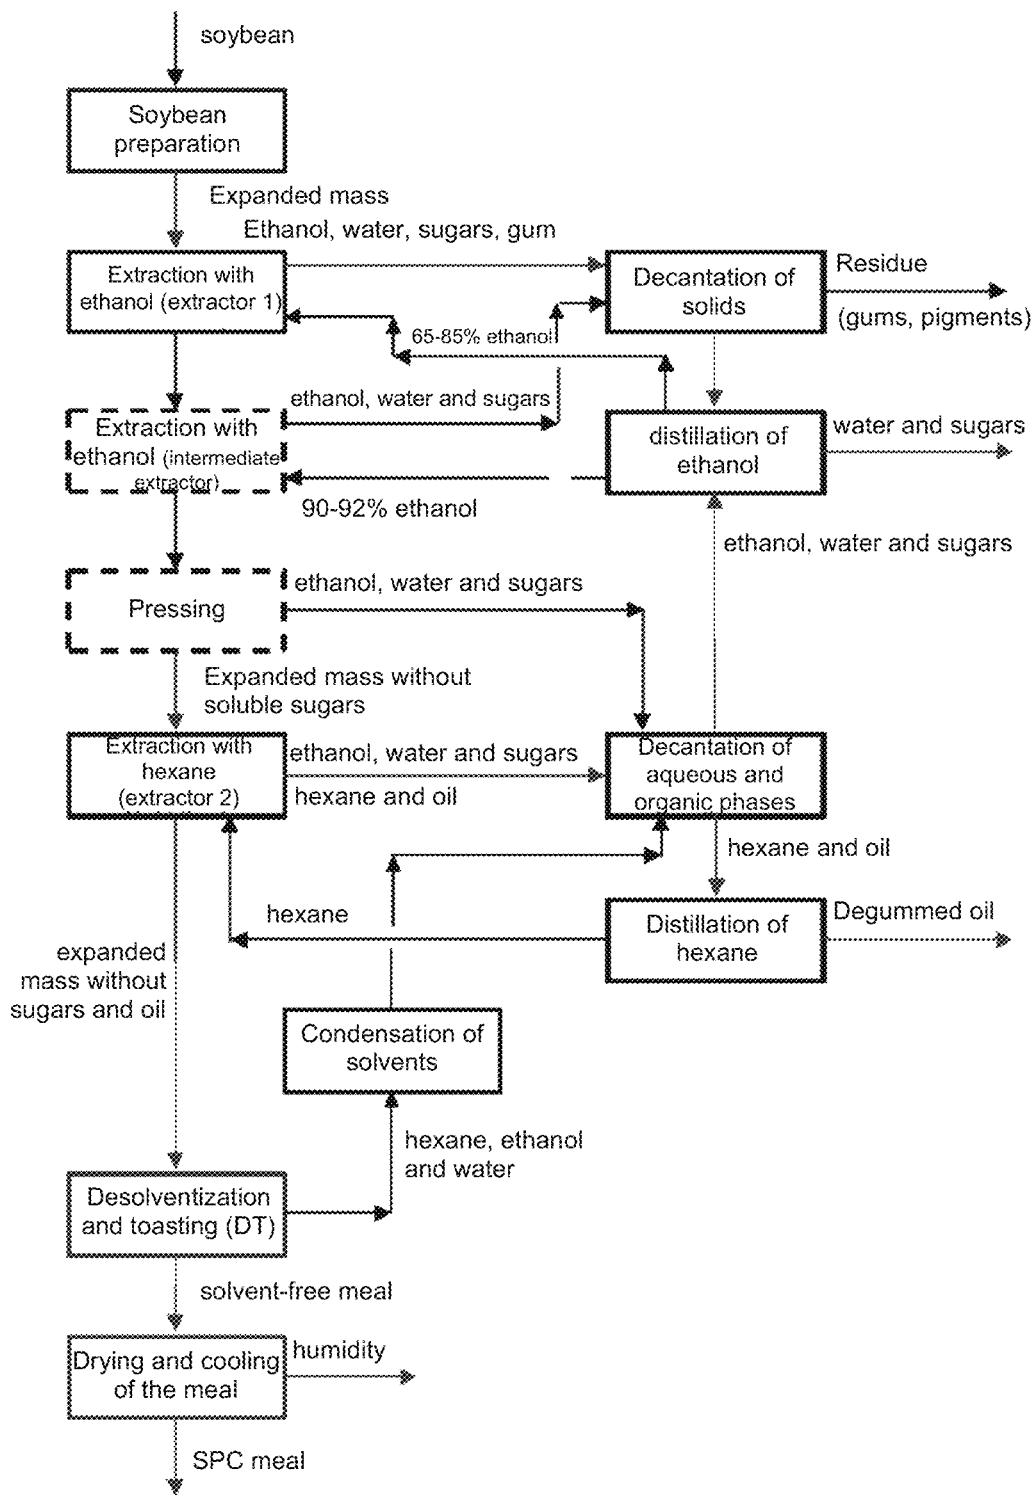 soybean
Soybean
preparation
Expanded mass
Ethanol, water, sugars, gum
Extraction with
ethanol (extractor 1)
Decantation of
solids
Residue
(gums, pigments)
65-85% ethanol
ethanol, water and sugars
Extraction with
ethanol (intermediate
extractor)
distillation of
ethanol
water and sugars
90-92% ethanol
ethanol, water and sugars
Pressing
ethanol, water and sugars
Expanded mass without
soluble sugars
Extraction with
hexane
(extractor 2)
ethanol, water and sugars
hexane and oil
Decantation of
aqueous and
organic phases
hexane and oil
hexane
Distillation of
hexane
Degummed oil
expanded
mass without
sugars and oil
Condensation of
solvents
hexane, ethanol
and water
Desolventization
and toasting (DT)
solvent-free meal
Drying and cooling
of the meal
humidity
SPC meal